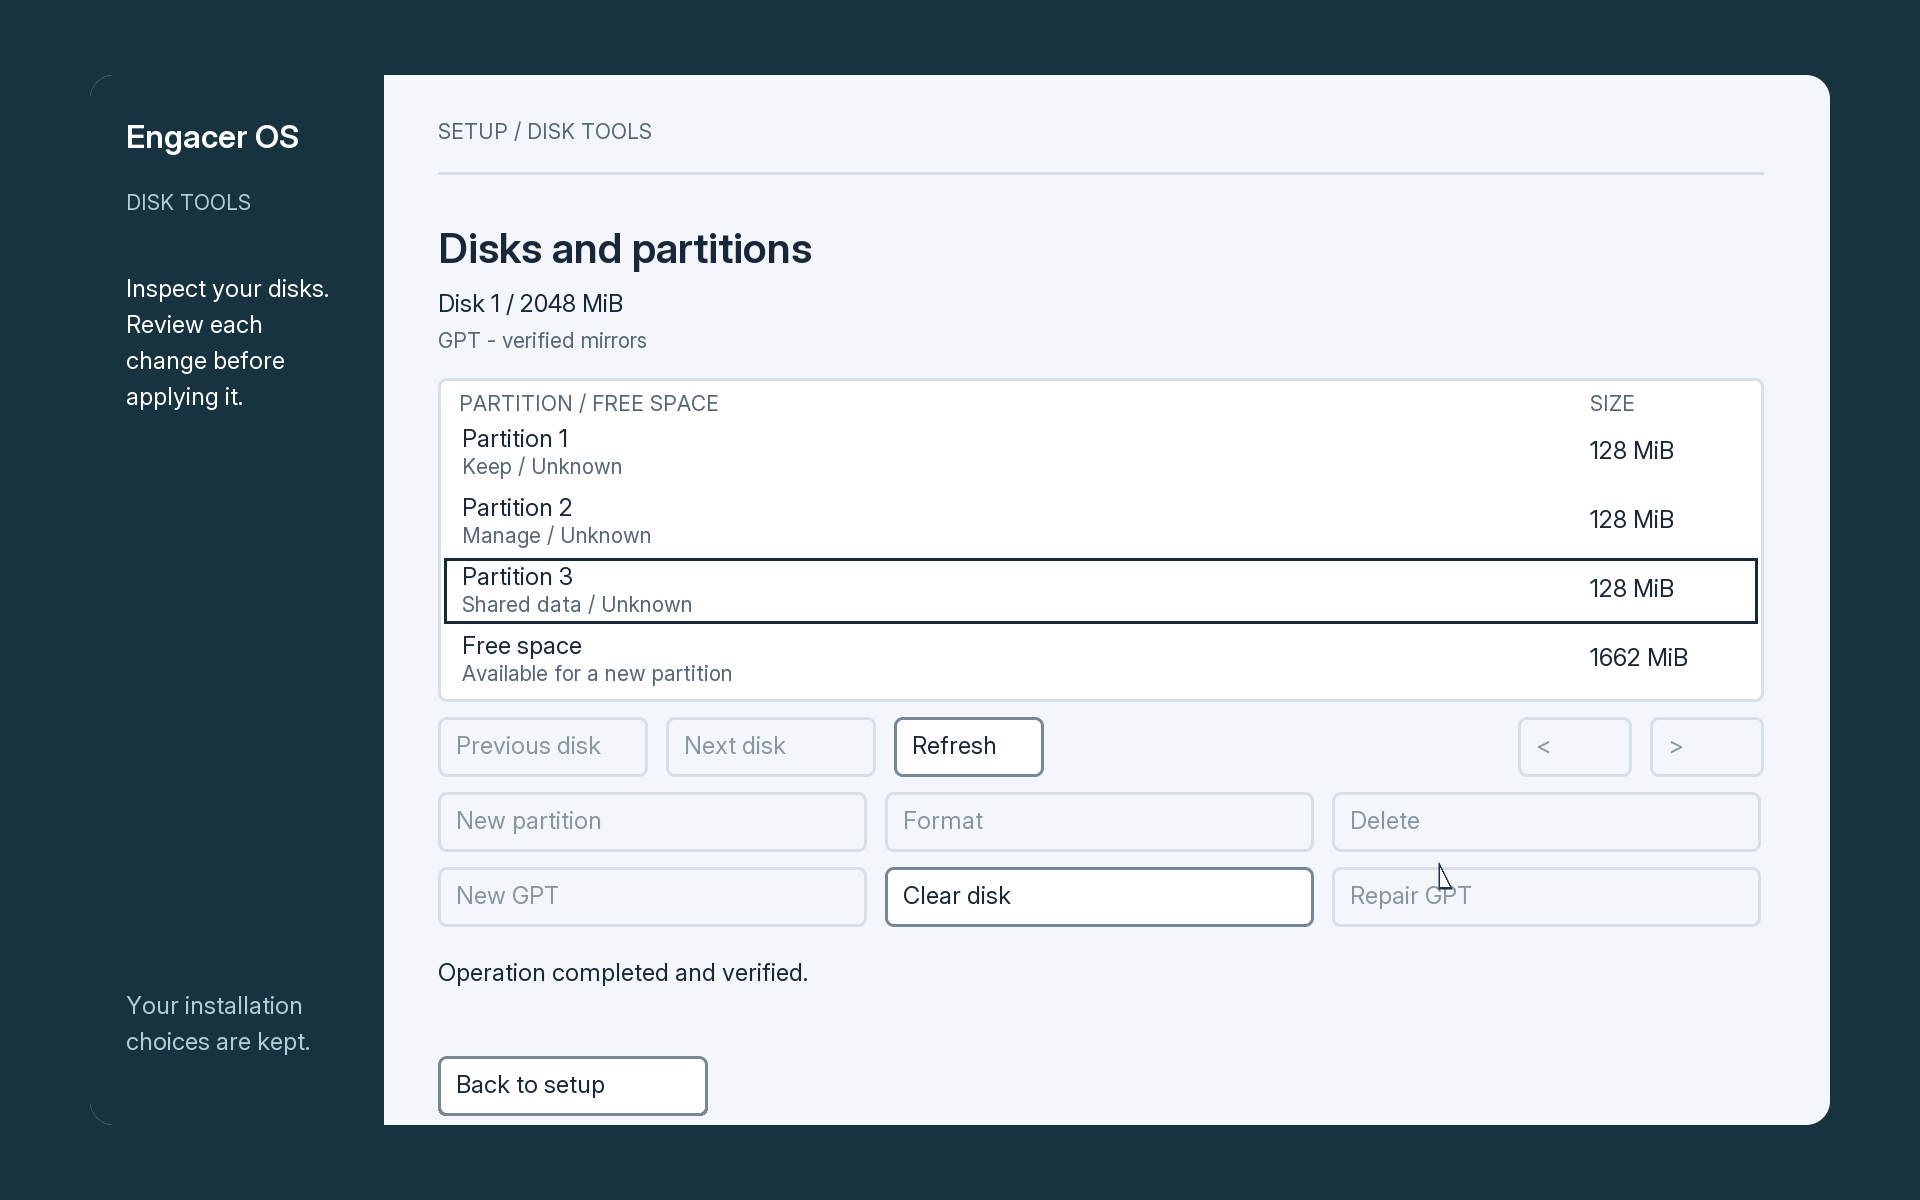 Engacer OS
DISK TOOLS
Inspect your disks.
Review each
change before
applying it.
Your installation
choices are kept.
SETUP / DISK TOOLS
Disks and partitions
Disk 1 / 2048 MiB
GPT - verified mirrors
PARTITION / FREE SPACE SIZE
Partition 1
Keep / Unknown
128 MiB
Partition 2
Manage / Unknown
128 MiB
Partition 3
Shared data / Unknown
128 MiB
Free space
Available for a new partition
1662 MiB
Previous disk Next disk Refresh < >
New partition Format Delete
New GPT Clear disk Repair GPT
Operation completed and verified.
Back to setup